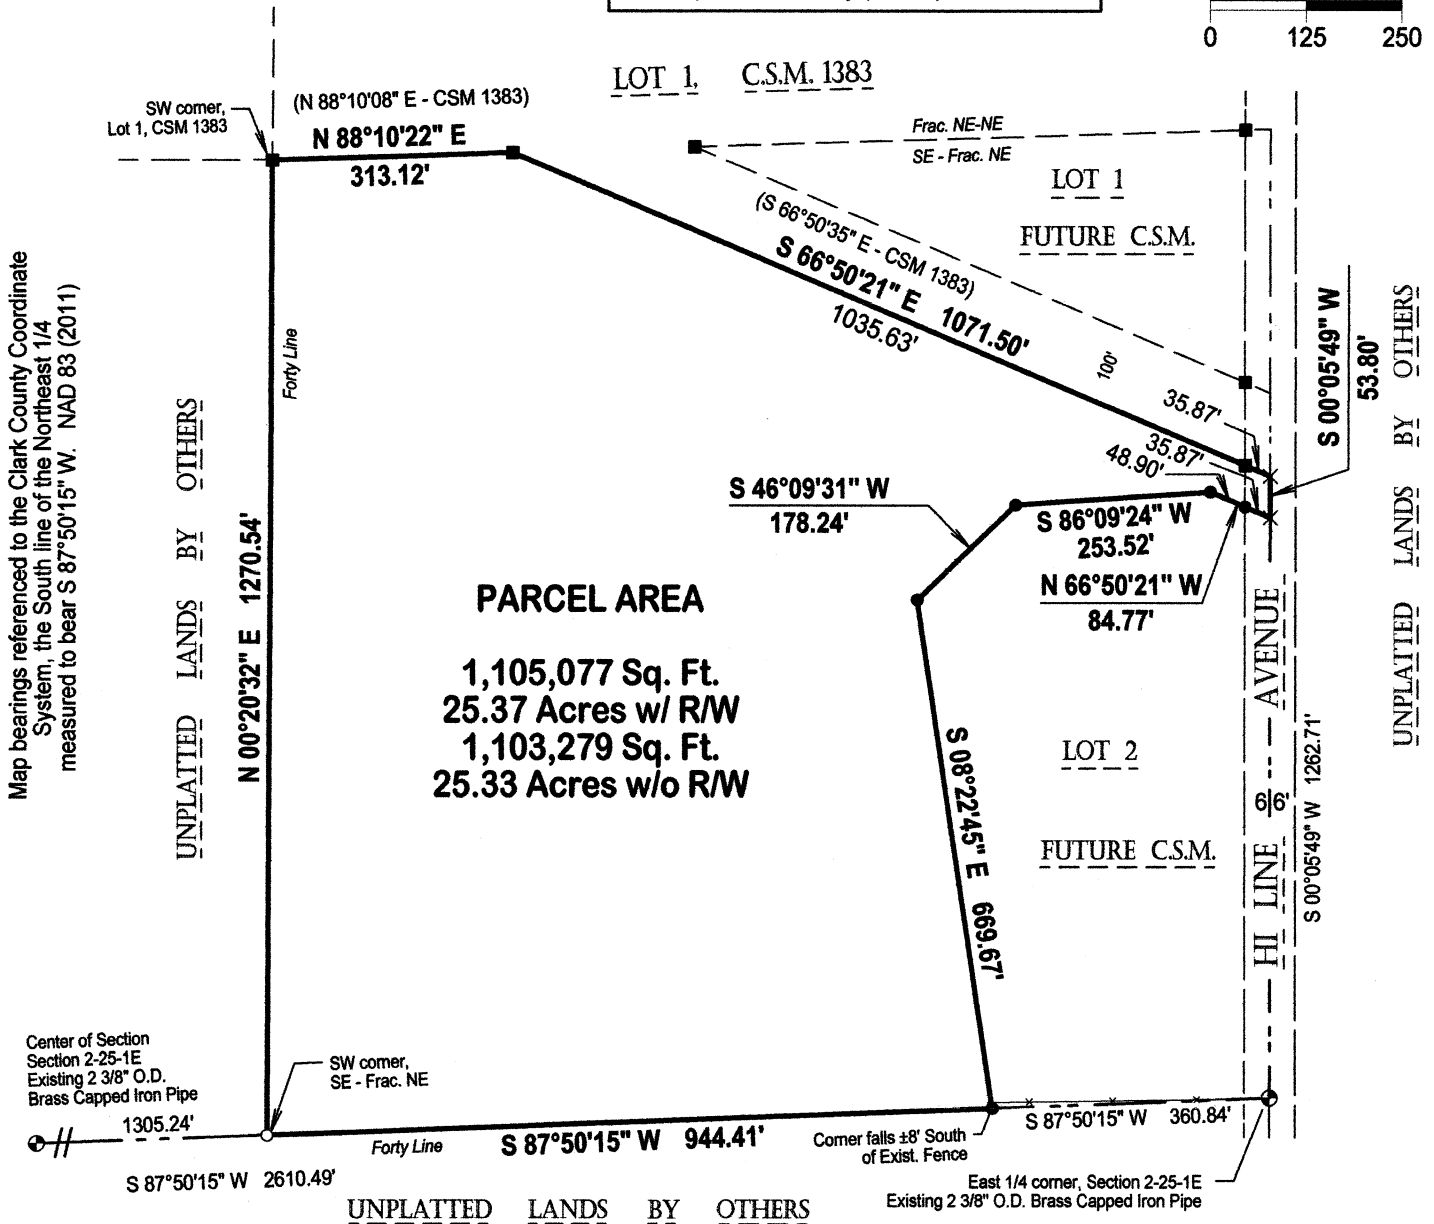 0 125 250
LOT 1, C.S.M. 1383
SW corner,
Lot 1, CSM 1383
(N 88°10'08" E - CSM 1383)
N 88°10'22" E
313.12'
Frac. NE-NE
SE - Frac. NE
LOT 1
FUTURE C.S.M.
(S 66°50'35" E - CSM 1383)
S 66°50'21" E 1071.50'
1035.63'
100'
35.87'
35.87'
48.90'
S 00°05'49" W
53.80'
UNPLATTED LANDS BY OTHERS
Map bearings referenced to the Clark County Coordinate
System, the South line of the Northeast 1/4
measured to bear S 87°50'15" W. NAD 83 (2011)
UNPLATTED LANDS BY OTHERS
N 00°20'32" E 1270.54'
Forty Line
S 46°09'31" W
178.24'
S 86°09'24" W
253.52'
N 66°50'21" W
84.77'
PARCEL AREA
1,105,077 Sq. Ft.
25.37 Acres w/ R/W
1,103,279 Sq. Ft.
25.33 Acres w/o R/W
S 08°22'45" E 669.67'
LOT 2
FUTURE C.S.M.
HI LINE AVENUE
66'
S 00°05'49" W 1262.71'
Center of Section
Section 2-25-1E
Existing 2 3/8" O.D.
Brass Capped Iron Pipe
1305.24'
SW corner,
SE - Frac. NE
S 87°50'15" W 2610.49'
Forty Line
S 87°50'15" W 944.41'
Corner falls ±8' South
of Exist. Fence
S 87°50'15" W 360.84'
East 1/4 corner, Section 2-25-1E
Existing 2 3/8" O.D. Brass Capped Iron Pipe
UNPLATTED LANDS BY OTHERS